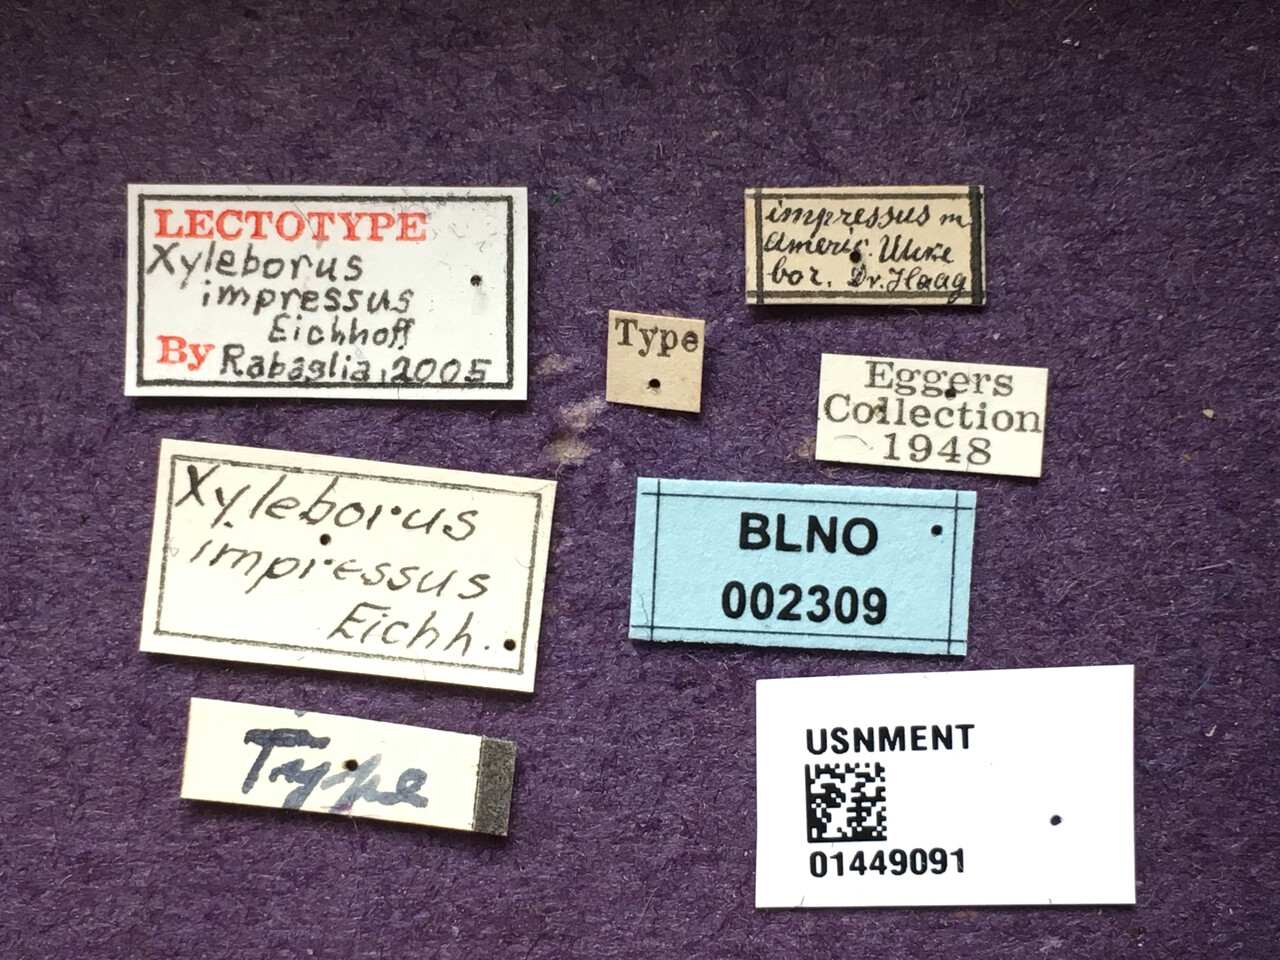 LECTOTYPE
Xyleborus
impressus
Eichhoff
By Rabaglia, 2005
impressus m
americ. Ulke
bor. Dr. Haag
Type
Eggers
Collection
1948
Xyleborus
impressus
Eichh.
BLNO
002309
Type
USNMENT
01449091